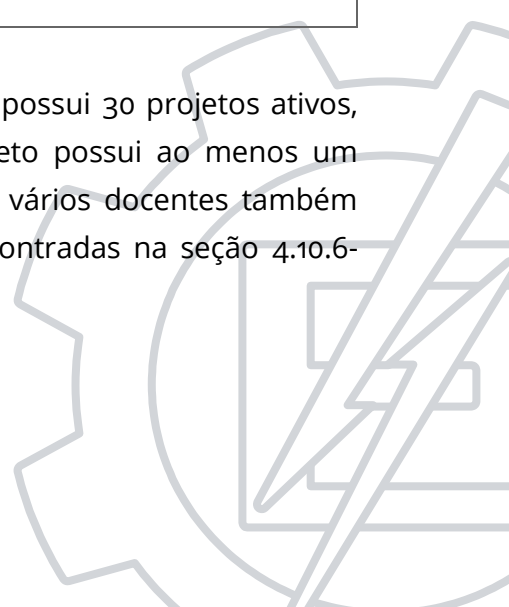 possui 30 projetos ativos,
eto possui ao menos um
vários docentes também
ontradas na seção 4.10.6-